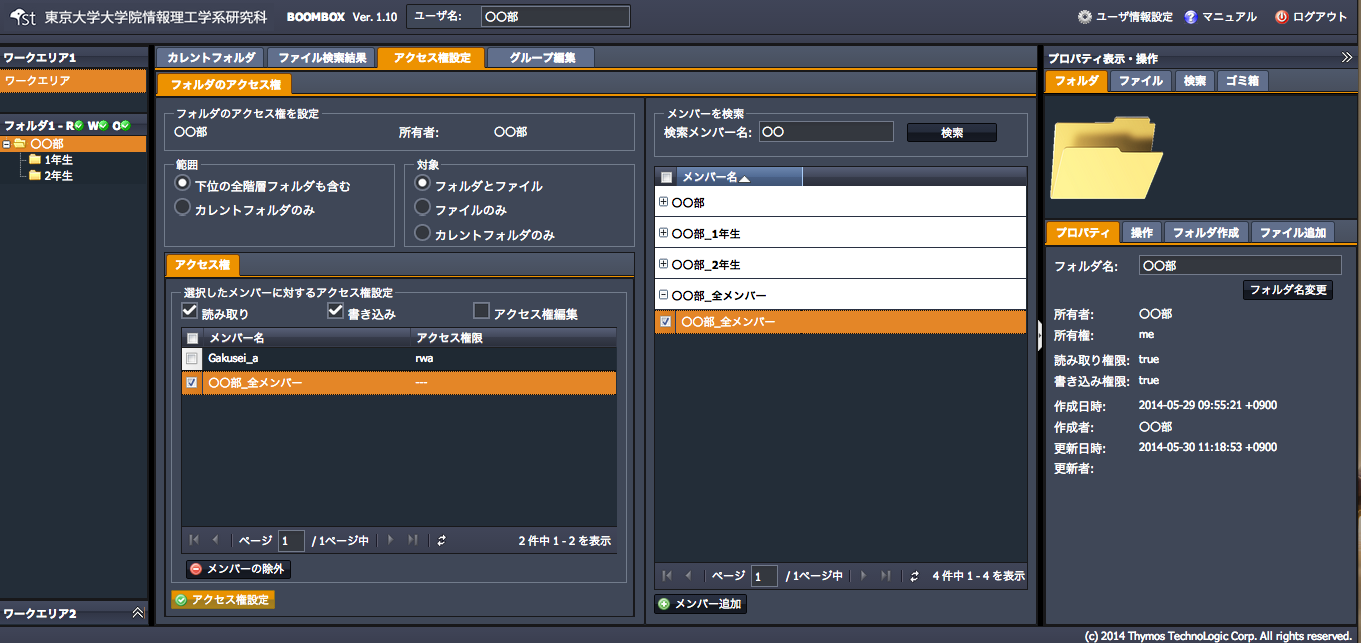 ist 東京大学大学院情報理工学系研究科 BOOMBOX Ver. 1.10 ユーザ名: 〇〇部 ユーザ情報設定 マニュアル ログアウト
ワークエリア1
ワークエリア
フォルダ1 - R W O
〇〇部
1年生
2年生
ワークエリア2
カレントフォルダ ファイル検索結果 アクセス権設定 グループ編集
フォルダのアクセス権
フォルダのアクセス権を設定
〇〇部 所有者: 〇〇部
範囲
下位の全階層フォルダも含む
カレントフォルダのみ
対象
フォルダとファイル
ファイルのみ
カレントフォルダのみ
アクセス権
選択したメンバーに対するアクセス権設定
読み取り 書き込み アクセス権編集
メンバー名 アクセス権限
Gakusei_a rwa
〇〇部_全メンバー ---
ページ 1 / 1ページ中 2 件中 1 - 2 を表示
メンバーの除外
アクセス権設定
メンバーを検索
検索メンバー名: 〇〇 検索
メンバー名
〇〇部
〇〇部_1年生
〇〇部_2年生
〇〇部_全メンバー
〇〇部_全メンバー
ページ 1 / 1ページ中 4 件中 1 - 4 を表示
メンバー追加
プロパティ表示・操作
フォルダ ファイル 検索 ゴミ箱
プロパティ 操作 フォルダ作成 ファイル追加
フォルダ名: 〇〇部
フォルダ名変更
所有者: 〇〇部
所有権: me
読み取り権限: true
書き込み権限: true
作成日時: 2014-05-29 09:55:21 +0900
作成者: 〇〇部
更新日時: 2014-05-30 11:18:53 +0900
更新者:
(c) 2014 Thymos TechnoLogic Corp. All rights reserved.